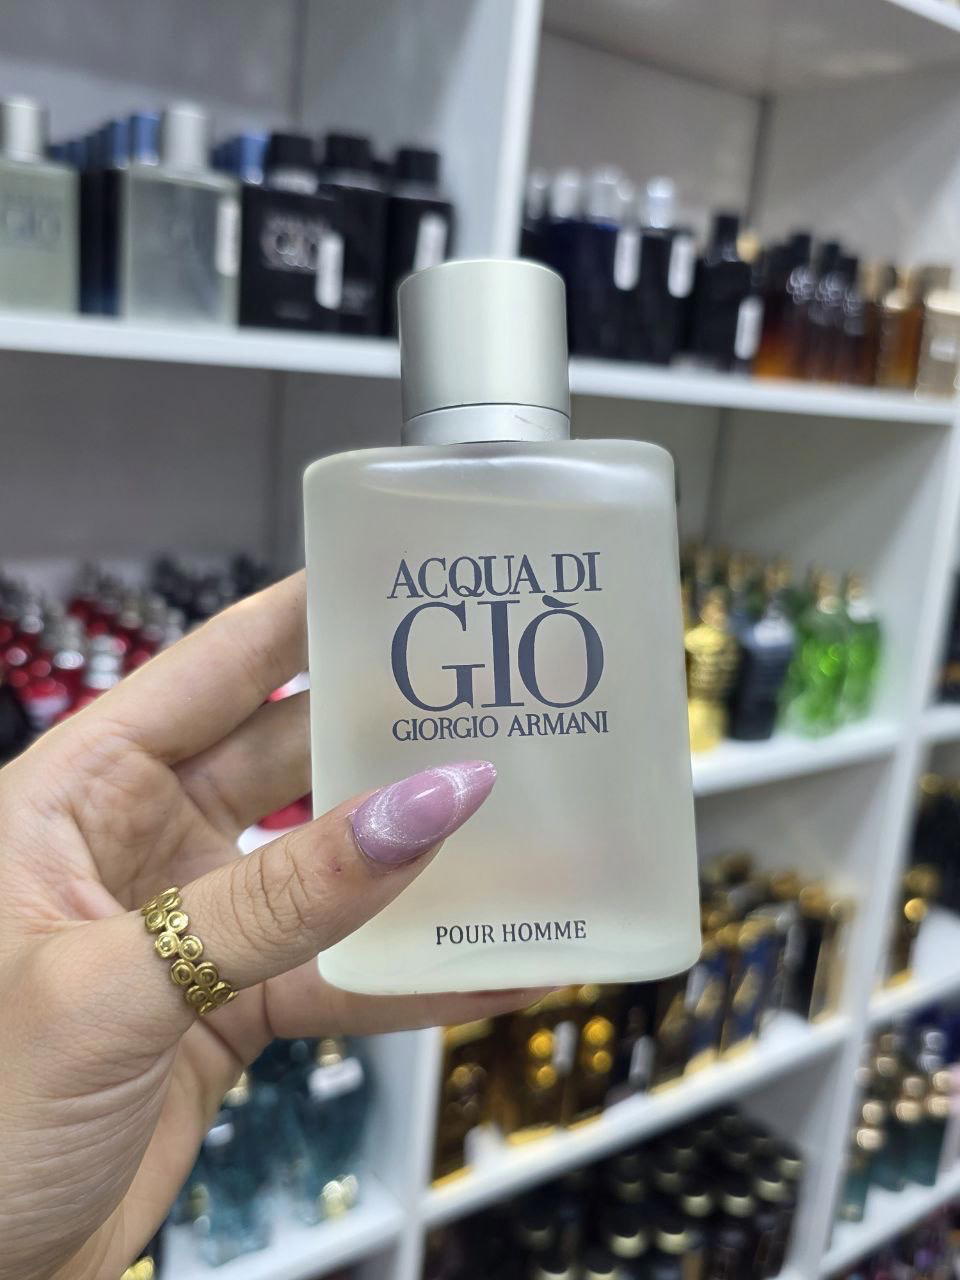 ACQUA DI
GIÒ
GIORGIO ARMANI
POUR HOMME